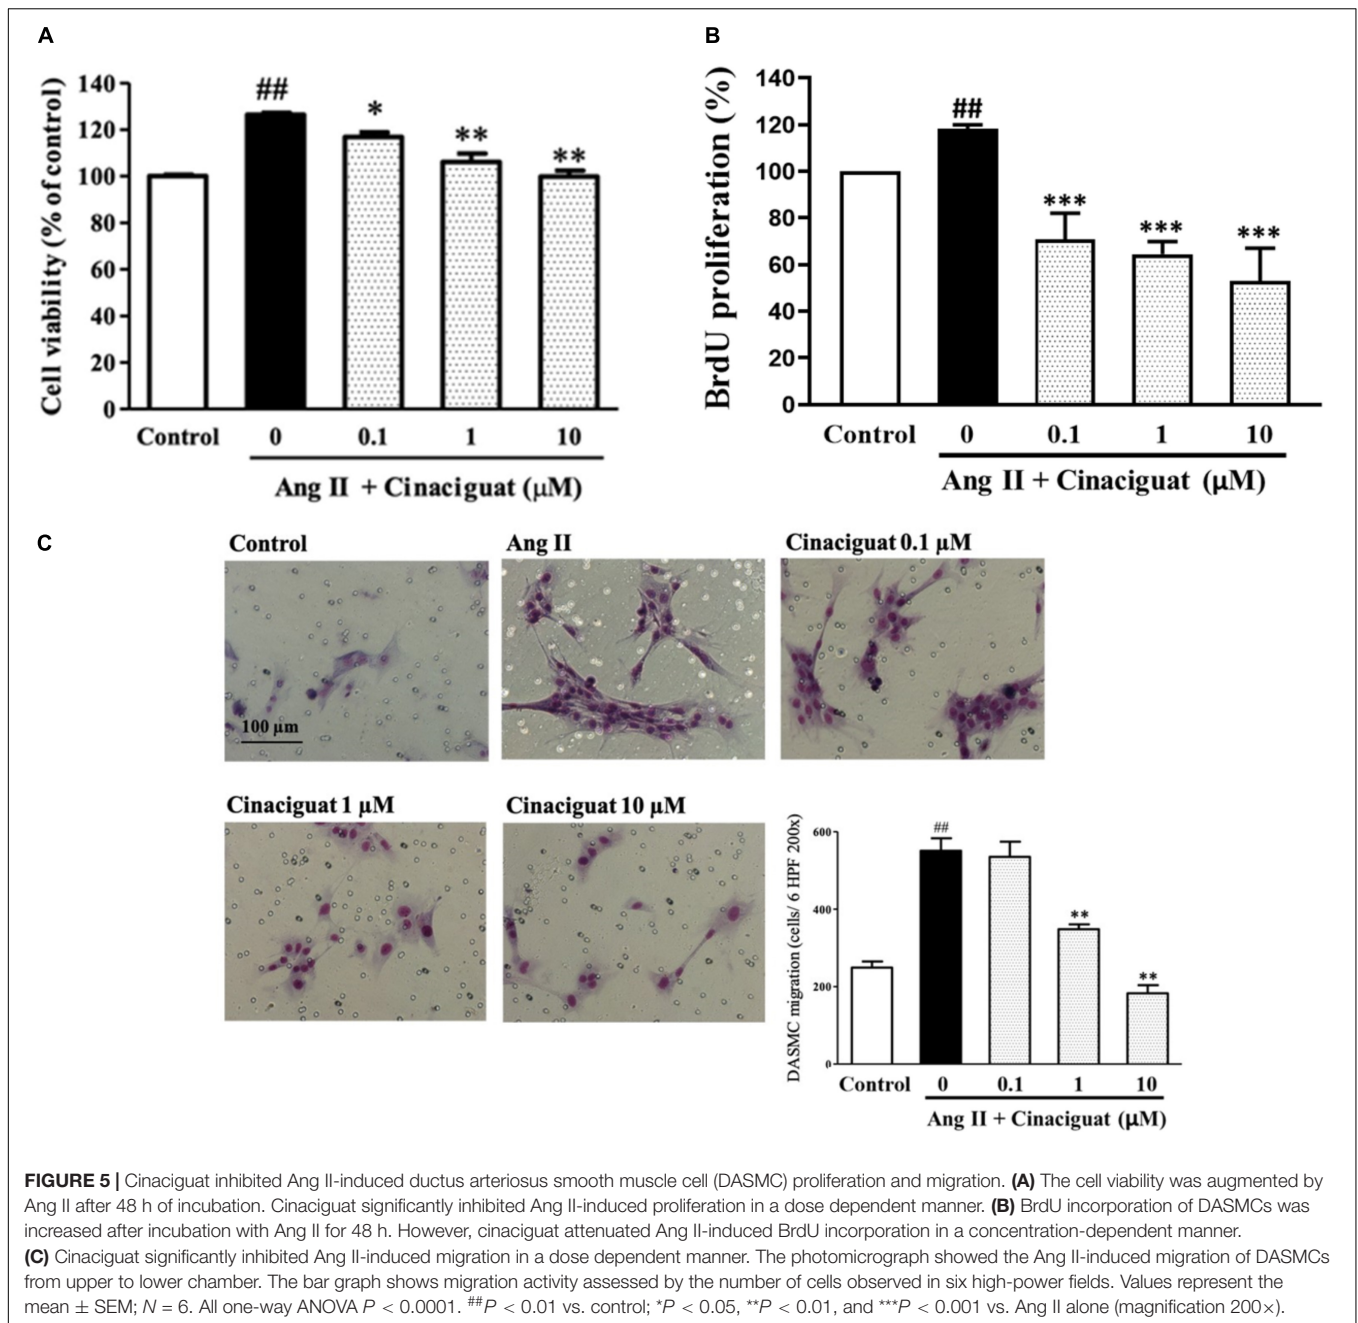 A
Cell viability (% of control)
140
120
100
80
60
40
20
0
##
*
**
**
Control 0 0.1 1 10
Ang II + Cinaciguat (μM)
B
BrdU proliferation (%)
140
120
100
80
60
40
20
0
##
***
***
***
Control 0 0.1 1 10
Ang II + Cinaciguat (μM)
C
Control
Ang II
Cinaciguat 0.1 μM
100 μm
Cinaciguat 1 μM
Cinaciguat 10 μM
DASMC migration (cells/ 6 HPF 200x)
600
400
200
0
##
**
**
Control 0 0.1 1 10
Ang II + Cinaciguat (μM)
FIGURE 5 | Cinaciguat inhibited Ang II-induced ductus arteriosus smooth muscle cell (DASMC) proliferation and migration. (A) The cell viability was augmented by
Ang II after 48 h of incubation. Cinaciguat significantly inhibited Ang II-induced proliferation in a dose dependent manner. (B) BrdU incorporation of DASMCs was
increased after incubation with Ang II for 48 h. However, cinaciguat attenuated Ang II-induced BrdU incorporation in a concentration-dependent manner.
(C) Cinaciguat significantly inhibited Ang II-induced migration in a dose dependent manner. The photomicrograph showed the Ang II-induced migration of DASMCs
from upper to lower chamber. The bar graph shows migration activity assessed by the number of cells observed in six high-power fields. Values represent the
mean ± SEM; N = 6. All one-way ANOVA P < 0.0001. ##P < 0.01 vs. control; *P < 0.05, **P < 0.01, and ***P < 0.001 vs. Ang II alone (magnification 200×).